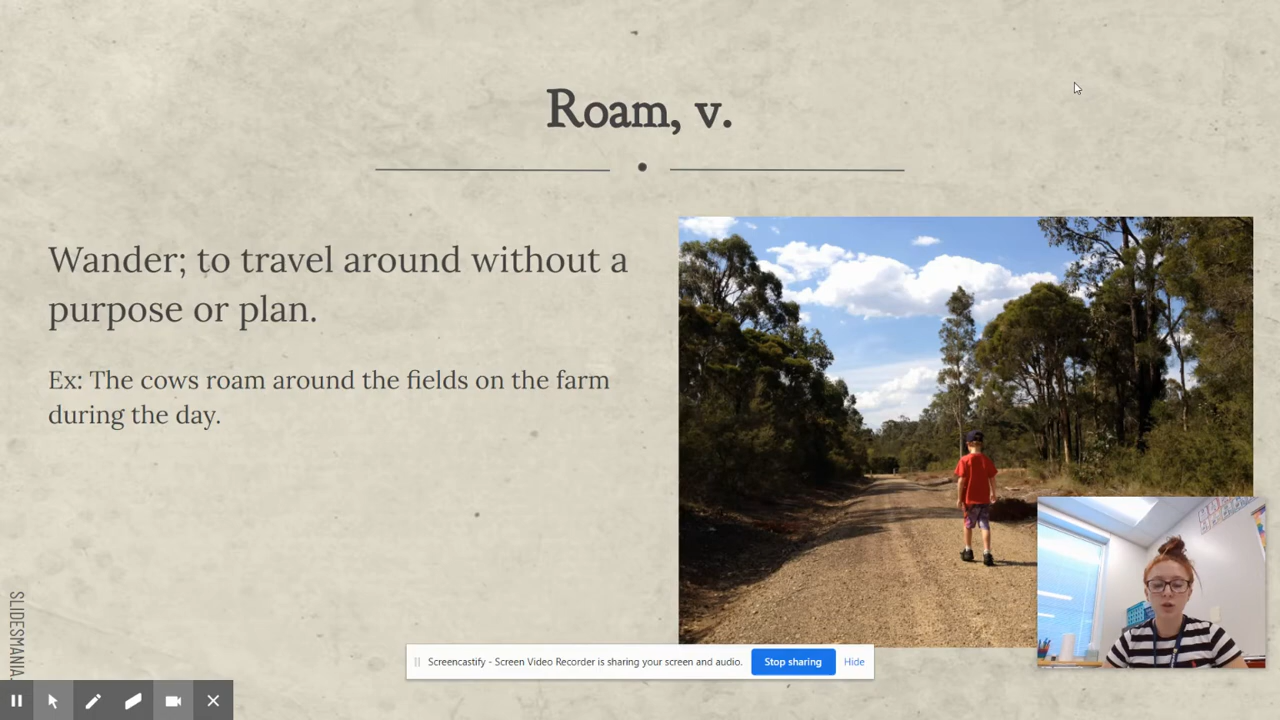 Roam, v.
Wander; to travel around without a
purpose or plan.
Ex: The cows roam around the fields on the farm
during the day.
SLIDESMANIA.
Screencastify - Screen Video Recorder is sharing your screen and audio.
Stop sharing
Hide